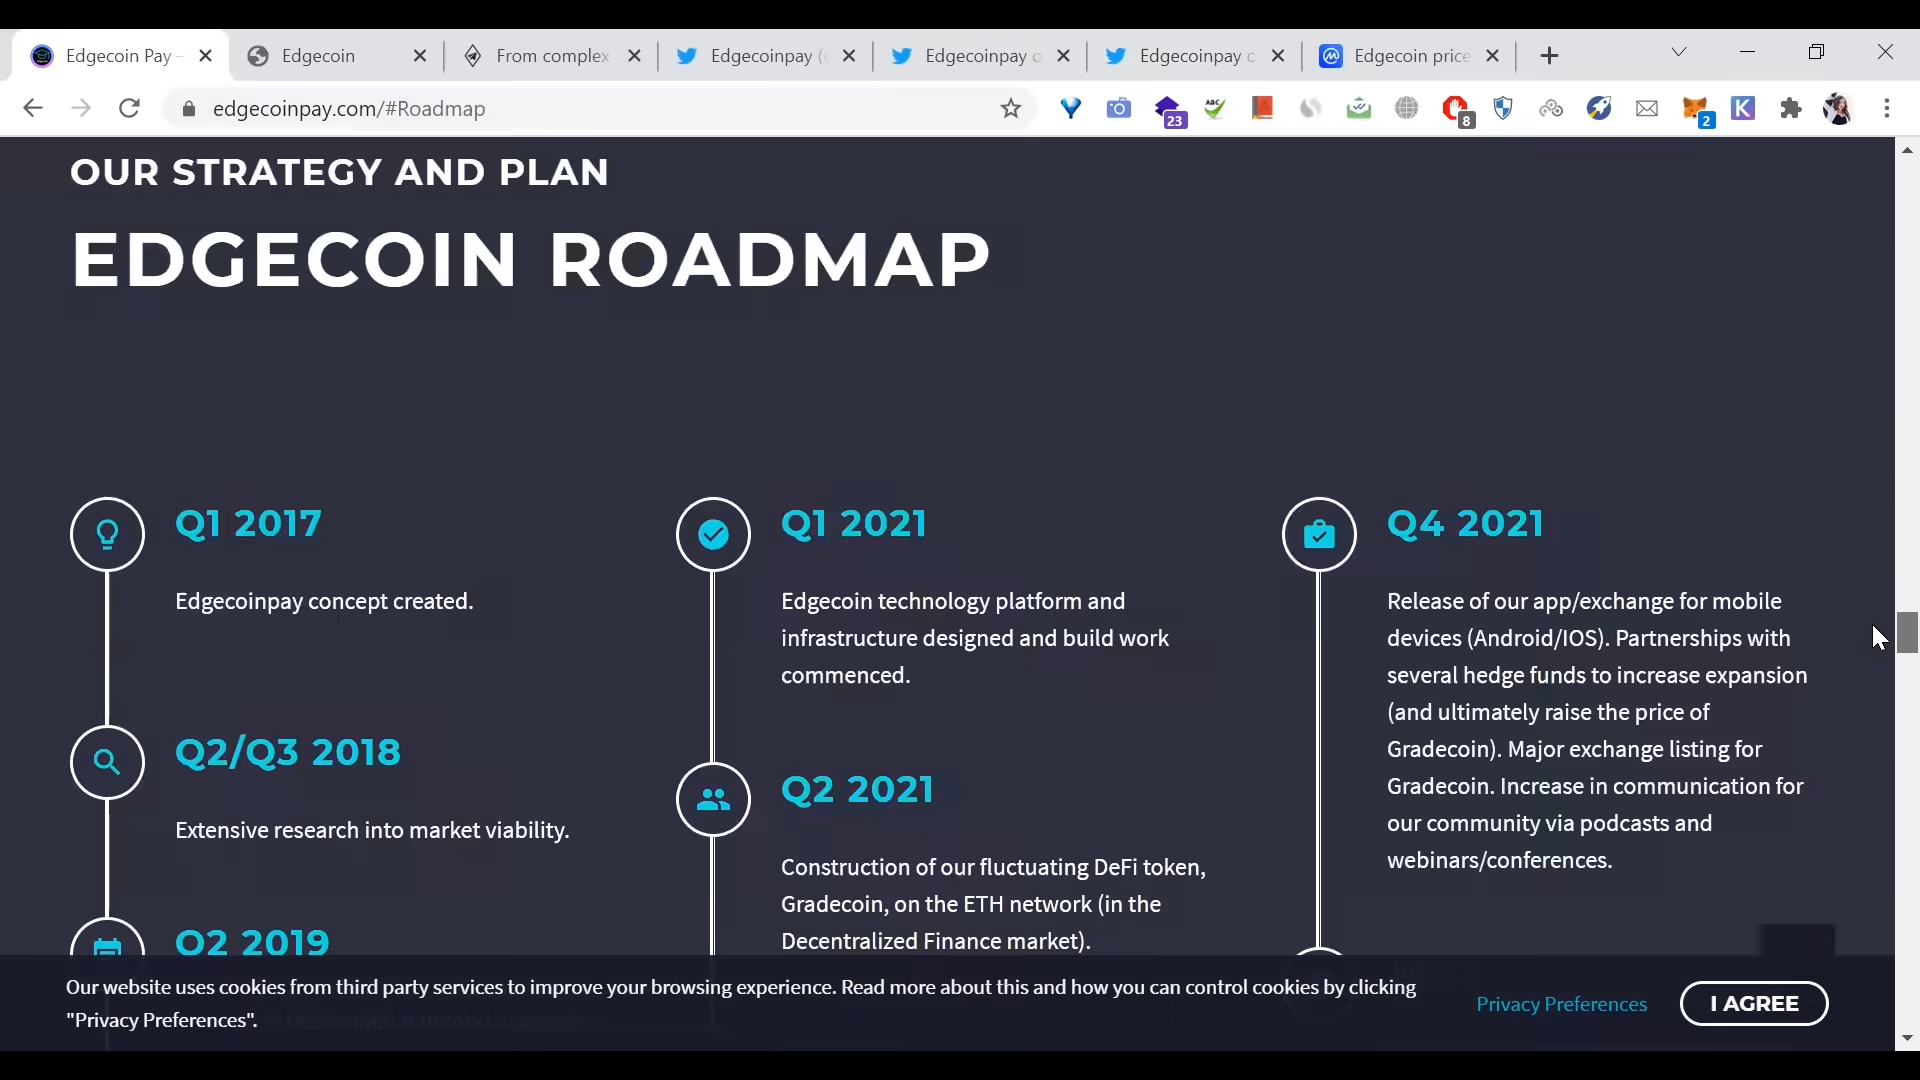 Edgecoin Pay –
Edgecoin
From complex
Edgecoinpay (
Edgecoinpay
Edgecoinpay
Edgecoin price
edgecoinpay.com/#Roadmap
ABC
23
8
2
K
OUR STRATEGY AND PLAN
EDGECOIN ROADMAP
Q1 2017
Edgecoinpay concept created.
Q2/Q3 2018
Extensive research into market viability.
Q2 2019
Q1 2021
Edgecoin technology platform and
infrastructure designed and build work
commenced.
Q2 2021
Construction of our fluctuating DeFi token,
Gradecoin, on the ETH network (in the
Decentralized Finance market).
Q4 2021
Release of our app/exchange for mobile
devices (Android/IOS). Partnerships with
several hedge funds to increase expansion
(and ultimately raise the price of
Gradecoin). Major exchange listing for
Gradecoin. Increase in communication for
our community via podcasts and
webinars/conferences.
Our website uses cookies from third party services to improve your browsing experience. Read more about this and how you can control cookies by clicking
"Privacy Preferences".
Privacy Preferences
I AGREE